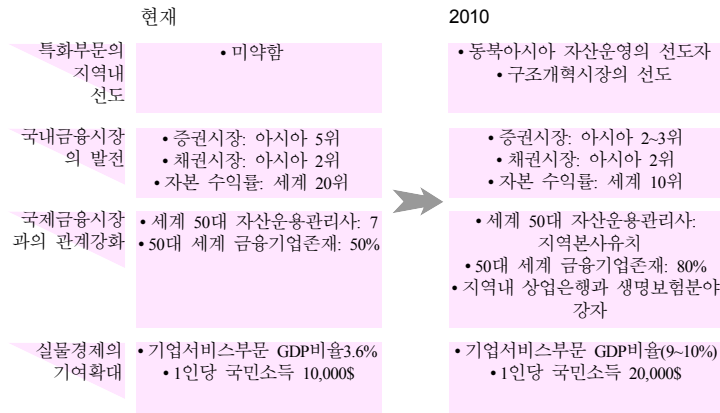 현재
2010
특화부문의
지역내
선도
• 미약함
• 동북아시아 자산운영의 선도자
• 구조개혁시장의 선도
국내금융시장
의 발전
• 증권시장: 아시아 5위
• 채권시장: 아시아 2위
• 자본 수익률: 세계 20위
• 증권시장: 아시아 2~3위
• 채권시장: 아시아 2위
• 자본 수익률: 세계 10위
국제금융시장
과의 관계강화
• 세계 50대 자산운용관리사: 7
• 50대 세계 금융기업존재: 50%
• 세계 50대 자산운용관리사:
지역본사유치
• 50대 세계 금융기업존재: 80%
• 지역내 상업은행과 생명보험분야
강자
실물경제의
기여확대
• 기업서비스부문 GDP비율3.6%
• 1인당 국민소득 10,000$
• 기업서비스부문 GDP비율(9~10%)
• 1인당 국민소득 20,000$